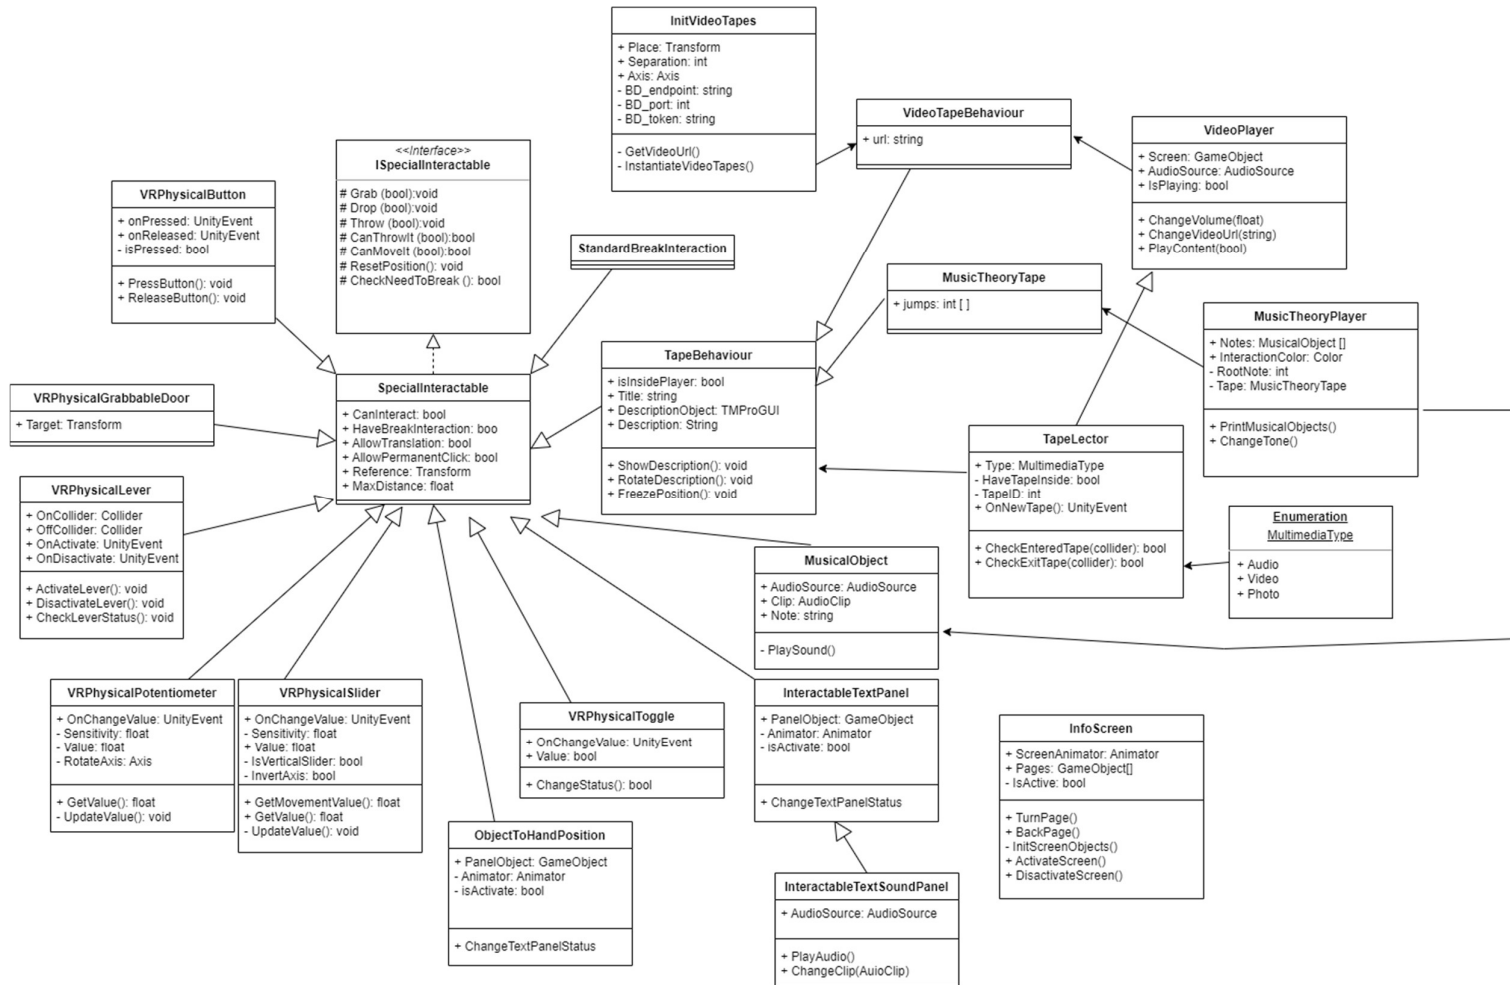 InitVideoTapes
+ Place: Transform
+ Separation: int
+ Axis: Axis
- BD_endpoint: string
- BD_port: int
- BD_token: string
- GetVideoUrl()
- InstantiateVideoTapes()
VideoTapeBehaviour
+ url: string
VideoPlayer
+ Screen: GameObject
+ AudioSource: AudioSource
+ IsPlaying: bool
+ ChangeVolume(float)
+ ChangeVideoUrl(string)
+ PlayContent(bool)
<<Interface>>
ISpecialInteractable
# Grab (bool):void
# Drop (bool):void
# Throw (bool):void
# CanThrowIt (bool):bool
# CanMoveIt (bool):bool
# ResetPosition(): void
# CheckNeedToBreak (): bool
VRPhysicalButton
+ onPressed: UnityEvent
+ onReleased: UnityEvent
- isPressed: bool
+ PressButton(): void
+ ReleaseButton(): void
StandardBreakInteraction
MusicTheoryTape
+ jumps: int [ ]
MusicTheoryPlayer
+ Notes: MusicalObject []
+ InteractionColor: Color
- RootNote: int
- Tape: MusicTheoryTape
+ PrintMusicalObjects()
+ ChangeTone()
TapeBehaviour
+ isInsidePlayer: bool
+ Title: string
+ DescriptionObject: TMProGUI
+ Description: String
+ ShowDescription(): void
+ RotateDescription(): void
+ FreezePosition(): void
SpecialInteractable
+ CanInteract: bool
+ HaveBreakInteraction: boo
+ AllowTranslation: bool
+ AllowPermanentClick: bool
+ Reference: Transform
+ MaxDistance: float
VRPhysicalGrabbableDoor
+ Target: Transform
TapeLector
+ Type: MultimediaType
- HaveTapeInside: bool
- TapeID: int
+ OnNewTape(): UnityEvent
+ CheckEnteredTape(collider): bool
+ CheckExitTape(collider): bool
VRPhysicalLever
+ OnCollider: Collider
+ OffCollider: Collider
+ OnActivate: UnityEvent
+ OnDisactivate: UnityEvent
+ ActivateLever(): void
+ DisactivateLever(): void
+ CheckLeverStatus(): void
Enumeration
MultimediaType
+ Audio
+ Video
+ Photo
MusicalObject
+ AudioSource: AudioSource
+ Clip: AudioClip
+ Note: string
- PlaySound()
VRPhysicalPotentiometer
+ OnChangeValue: UnityEvent
- Sensitivity: float
- Value: float
- RotateAxis: Axis
+ GetValue(): float
- UpdateValue(): void
VRPhysicalSlider
+ OnChangeValue: UnityEvent
- Sensitivity: float
+ Value: float
- IsVerticalSlider: bool
- InvertAxis: bool
+ GetMovementValue(): float
+ GetValue(): float
- UpdateValue(): void
VRPhysicalToggle
+ OnChangeValue: UnityEvent
+ Value: bool
+ ChangeStatus(): bool
InteractableTextPanel
+ PanelObject: GameObject
- Animator: Animator
- isActivate: bool
+ ChangeTextPanelStatus
InfoScreen
+ ScreenAnimator: Animator
+ Pages: GameObject[]
- IsActive: bool
+ TurnPage()
+ BackPage()
- InitScreenObjects()
+ ActivateScreen()
+ DisactivateScreen()
ObjectToHandPosition
+ PanelObject: GameObject
- Animator: Animator
- isActivate: bool
+ ChangeTextPanelStatus
InteractableTextSoundPanel
+ AudioSource: AudioSource
+ PlayAudio()
+ ChangeClip(AuioClip)